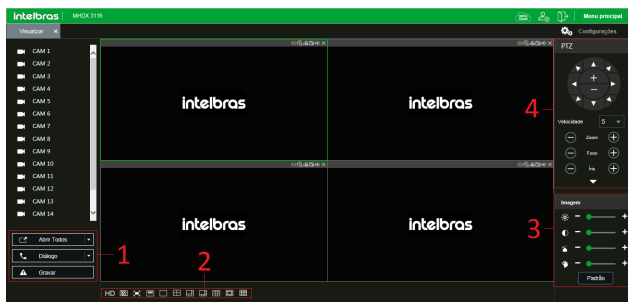 intelbras MHDX 3116 Menu principal
Visualizar × Configurações
CAM 1
CAM 2
CAM 3
CAM 4
CAM 5
CAM 6
CAM 7
CAM 8
CAM 9
CAM 10
CAM 11
CAM 12
CAM 13
CAM 14
Abrir Todos
Diálogo
Gravar
1
intelbras
intelbras
intelbras
intelbras
2
HD
PTZ
4
Velocidade 5
Zoom
Foco
Íris
Imagem
3
Padrão